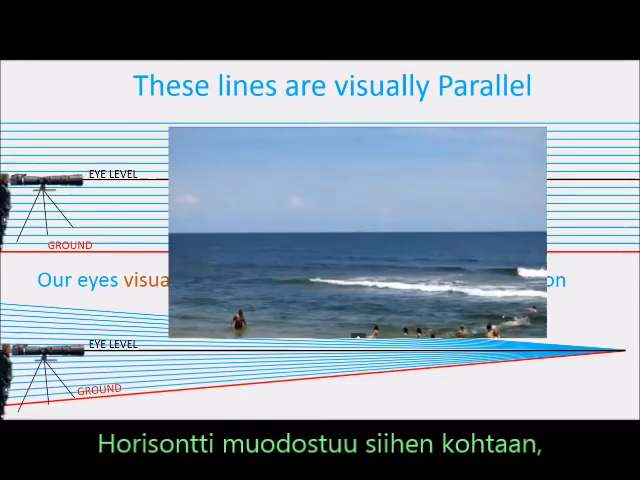 These lines are visually Parallel
EYE LEVEL
GROUND
Our eyes visua
on
EYE LEVEL
GROUND
Horisontti muodostuu siihen kohtaan,